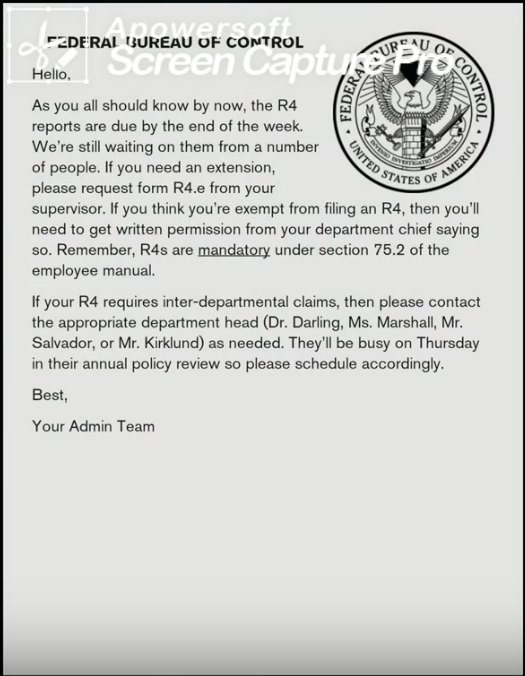 Apowersoft
Screen Capture Pro
FEDERAL BUREAU OF CONTROL
FEDERAL BUREAU OF CONTROL
INVENIO INVESTIGATIO IMPERIUM
UNITED STATES OF AMERICA
Hello,
As you all should know by now, the R4
reports are due by the end of the week.
We're still waiting on them from a number
of people. If you need an extension,
please request form R4.e from your
supervisor. If you think you're exempt from filing an R4, then you'll
need to get written permission from your department chief saying
so. Remember, R4s are mandatory under section 75.2 of the
employee manual.
If your R4 requires inter-departmental claims, then please contact
the appropriate department head (Dr. Darling, Ms. Marshall, Mr.
Salvador, or Mr. Kirklund) as needed. They'll be busy on Thursday
in their annual policy review so please schedule accordingly.
Best,
Your Admin Team